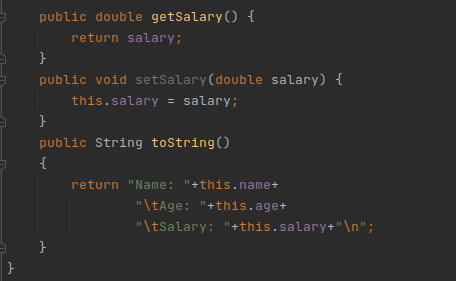 public double getSalary() {
return salary;
}
public void setSalary(double salary) {
this.salary = salary;
}
public String toString()
{
return "Name: "+this.name+
"\tAge: "+this.age+
"\tSalary: "+this.salary+"\n";
}
}